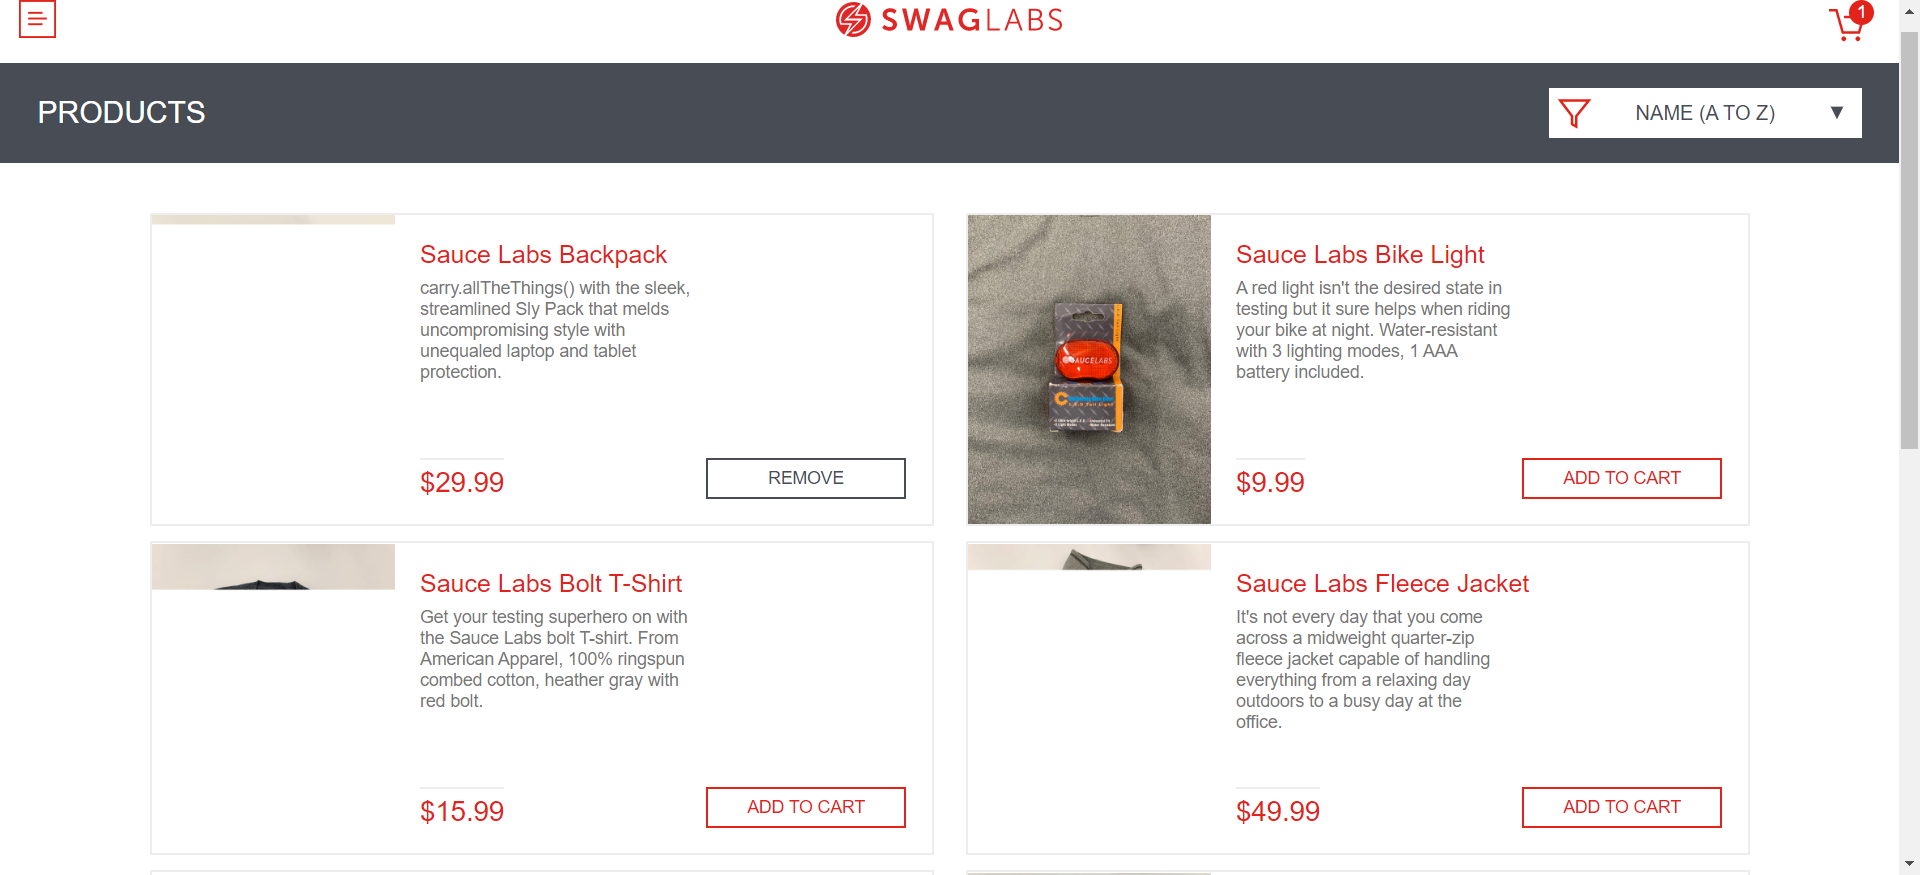 SWAGLABS
1
PRODUCTS
NAME (A TO Z)
Sauce Labs Backpack
carry.allTheThings() with the sleek,
streamlined Sly Pack that melds
uncompromising style with
unequaled laptop and tablet
protection.
$29.99
REMOVE
Sauce Labs Bike Light
A red light isn't the desired state in
testing but it sure helps when riding
your bike at night. Water-resistant
with 3 lighting modes, 1 AAA
battery included.
SAUCELABS
$9.99
ADD TO CART
Sauce Labs Bolt T-Shirt
Get your testing superhero on with
the Sauce Labs bolt T-shirt. From
American Apparel, 100% ringspun
combed cotton, heather gray with
red bolt.
$15.99
ADD TO CART
Sauce Labs Fleece Jacket
It's not every day that you come
across a midweight quarter-zip
fleece jacket capable of handling
everything from a relaxing day
outdoors to a busy day at the
office.
$49.99
ADD TO CART